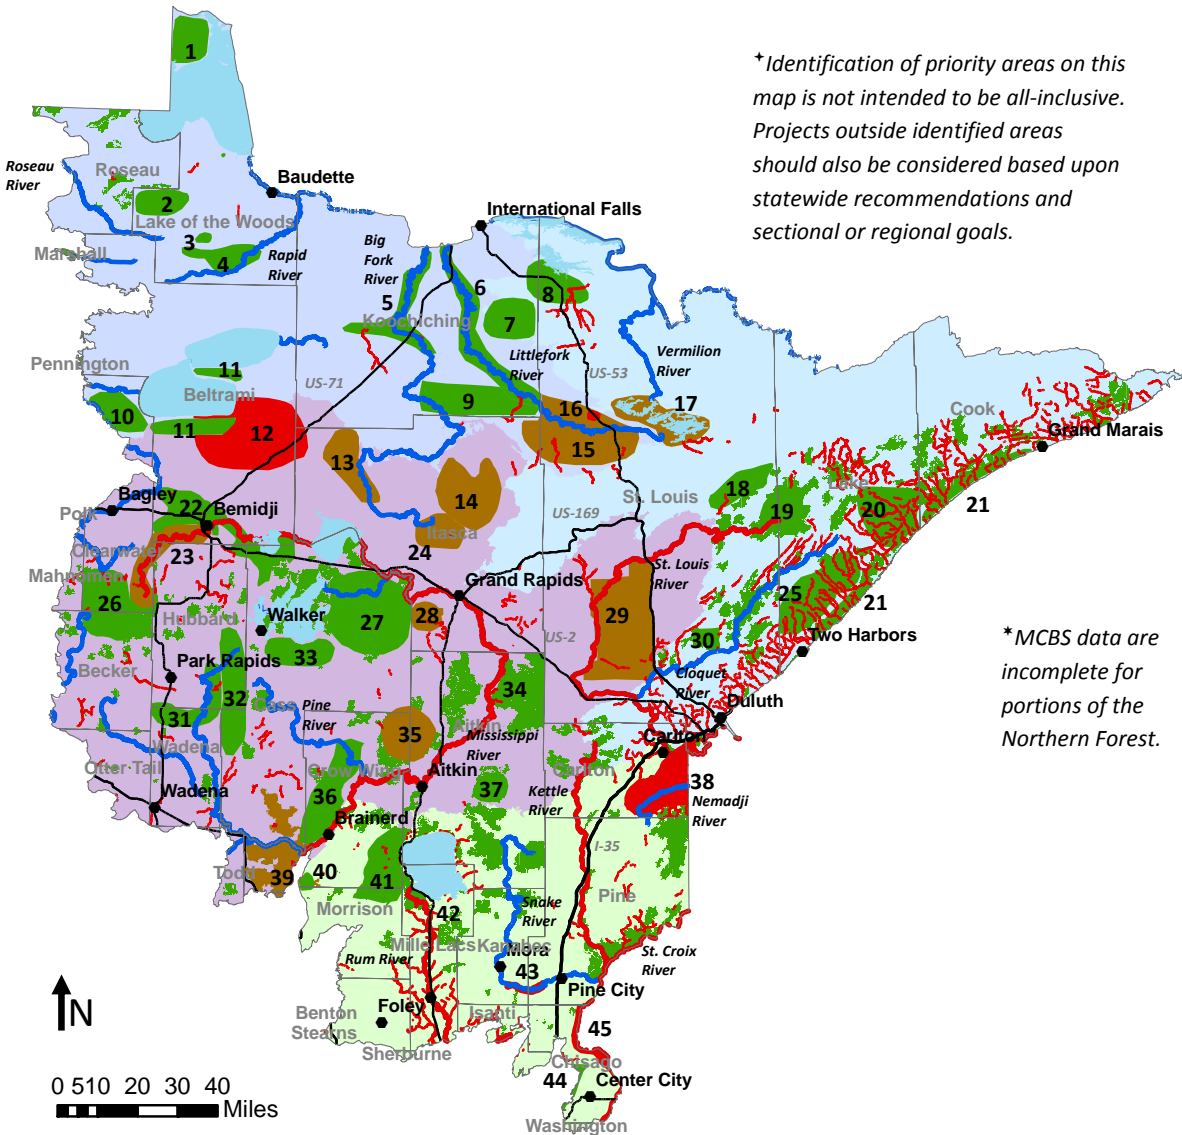 1
✦Identification of priority areas on this
map is not intended to be all-inclusive.
Projects outside identified areas
should also be considered based upon
statewide recommendations and
sectional or regional goals.
Roseau
River
Roseau
Baudette
2
Lake of the Woods
International Falls
3
Marshall
4
Rapid
River
Big
Fork
River
5
6
8
7
Koochiching
Pennington
11
Beltrami
US-71
Littlefork
River
US-53
Vermilion
River
10
11
12
9
16
17
Cook
Grand Marais
13
15
14
Bagley
22
Bemidji
Polk
St. Louis
18
Lake
19
20
21
US-169
Itasca
24
Clearwater
23
Mahnomen
26
Grand Rapids
St. Louis
River
Hubbard
Walker
27
28
29
25
21
US-2
30
Two Harbors
Park Rapids
33
Becker
Cloquet
River
✶MCBS data are
incomplete for
portions of the
Northern Forest.
32
Cass
Pine
River
34
Duluth
31
Wadena
35
Aitkin
Mississippi
River
Carlton
Otter Tail
Crow Wing
Aitkin
Carlton
Wadena
36
37
Kettle
River
38
Nemadji
River
Brainerd
I-35
Todd
39
40
41
Morrison
42
Snake
River
Pine
Mille Lacs
Kanabec
Mora
Rum River
43
St. Croix
River
Pine City
N
Foley
Benton
Stearns
Isanti
45
Sherburne
Chisago
44
Center City
0 5 10 20 30 40
Miles
Washington